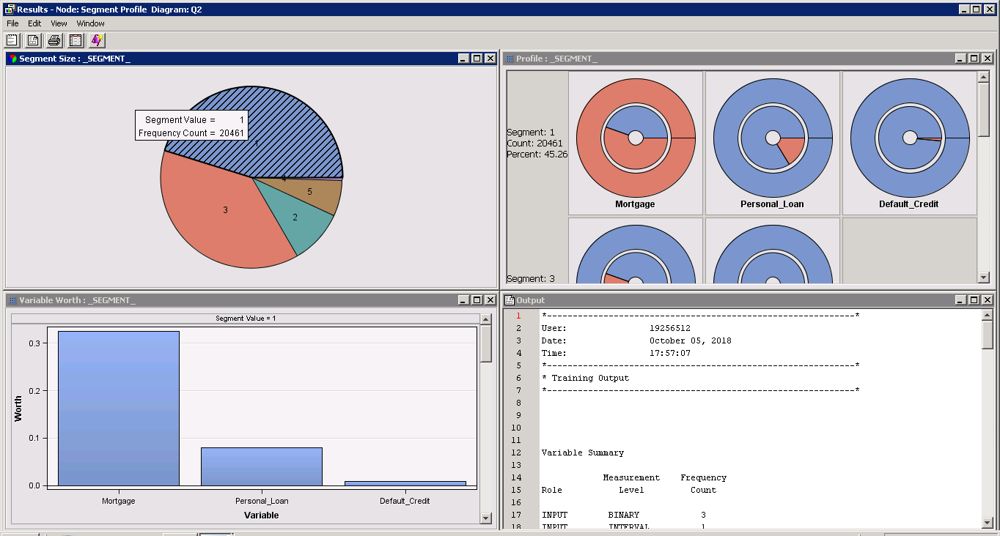 Results - Node: Segment Profile  Diagram: Q2
File Edit View Window
Segment Size : _SEGMENT_
Segment Value = 1
Frequency Count = 20461
1
4
5
2
3
Profile : _SEGMENT_
Segment: 1
Count: 20461
Percent: 45.26
Mortgage
Personal_Loan
Default_Credit
Segment: 3
Variable Worth : _SEGMENT_
Segment Value = 1
0.3
0.2
0.1
0.0
Worth
Mortgage
Personal_Loan
Default_Credit
Variable
Output
1 *------------------------------------------------------------*
2 User: 19256512
3 Date: October 05, 2018
4 Time: 17:57:07
5 *------------------------------------------------------------*
6 * Training Output
7 *------------------------------------------------------------*
8
9
10
11
12 Variable Summary
13
14 Measurement Frequency
15 Role Level Count
16
17 INPUT BINARY 3
18 INPUT INTERVAL 1